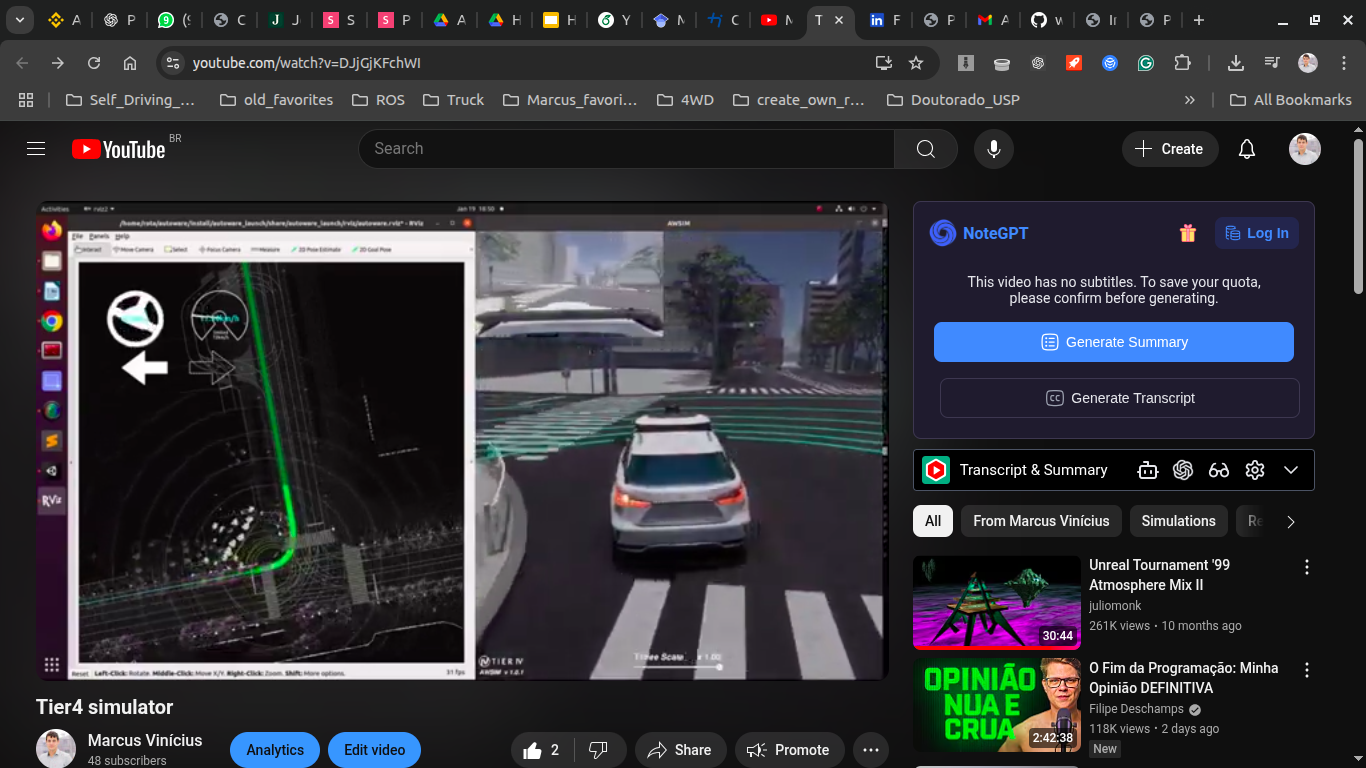 A
P
(9
C
J
S
P
A
H
H
Y
N
C
N
T
F
P
A
w
In
P
youtube.com/watch?v=DJjGjKFchWI
Self_Driving_...
old_favorites
ROS
Truck
Marcus_favori...
4WD
create_own_r...
Doutorado_USP
All Bookmarks
YouTube BR
Search
Create
Activities
rviz2
Jan 19 18:50
/home/rota/autoware/install/autoware_launch/share/autoware_launch/rviz/autoware.rviz* - RViz
AWSIM
File Panels Help
Interact Move Camera Select Focus Camera Measure 2D Pose Estimate 2D Goal Pose
RViz
Reset Left-Click: Rotate. Middle-Click: Move X/Y. Right-Click: Zoom. Shift: More options.
31 fps
TIER IV
AWSIM v 1.0.1
Time Scale x 1.00
NoteGPT
Log In
This video has no subtitles. To save your quota,
please confirm before generating.
Generate Summary
CC Generate Transcript
Transcript & Summary
All
From Marcus Vinícius
Simulations
Re
Unreal Tournament '99
Atmosphere Mix II
juliomonk
261K views • 10 months ago
30:44
OPINIÃO
NUA E
CRUA
2:42:38
O Fim da Programação: Minha
Opinião DEFINITIVA
Filipe Deschamps
118K views • 2 days ago
New
Tier4 simulator
Marcus Vinícius
48 subscribers
Analytics
Edit video
2
Share
Promote